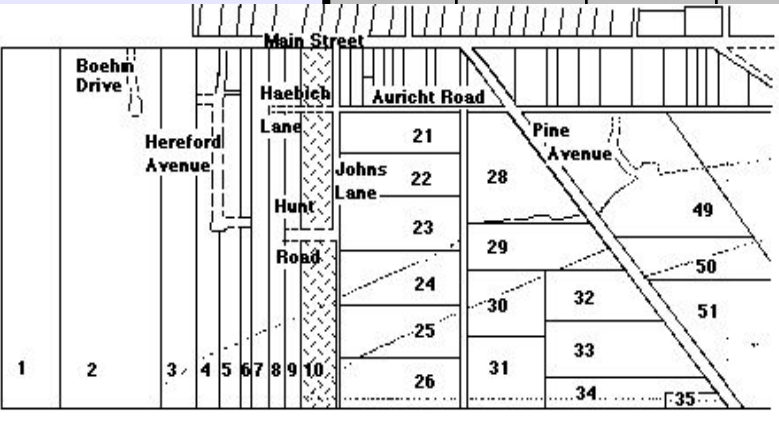 Main Street
Boehm
Drive
Haebich
Lane
Auricht Road
Hereford
Avenue
Pine
Avenue
Johns
Lane
Hunt
Road
21
22
23
24
25
26
28
29
30
31
32
33
34
35
49
50
51
1
2
3
4
5
6
7
8
9
10